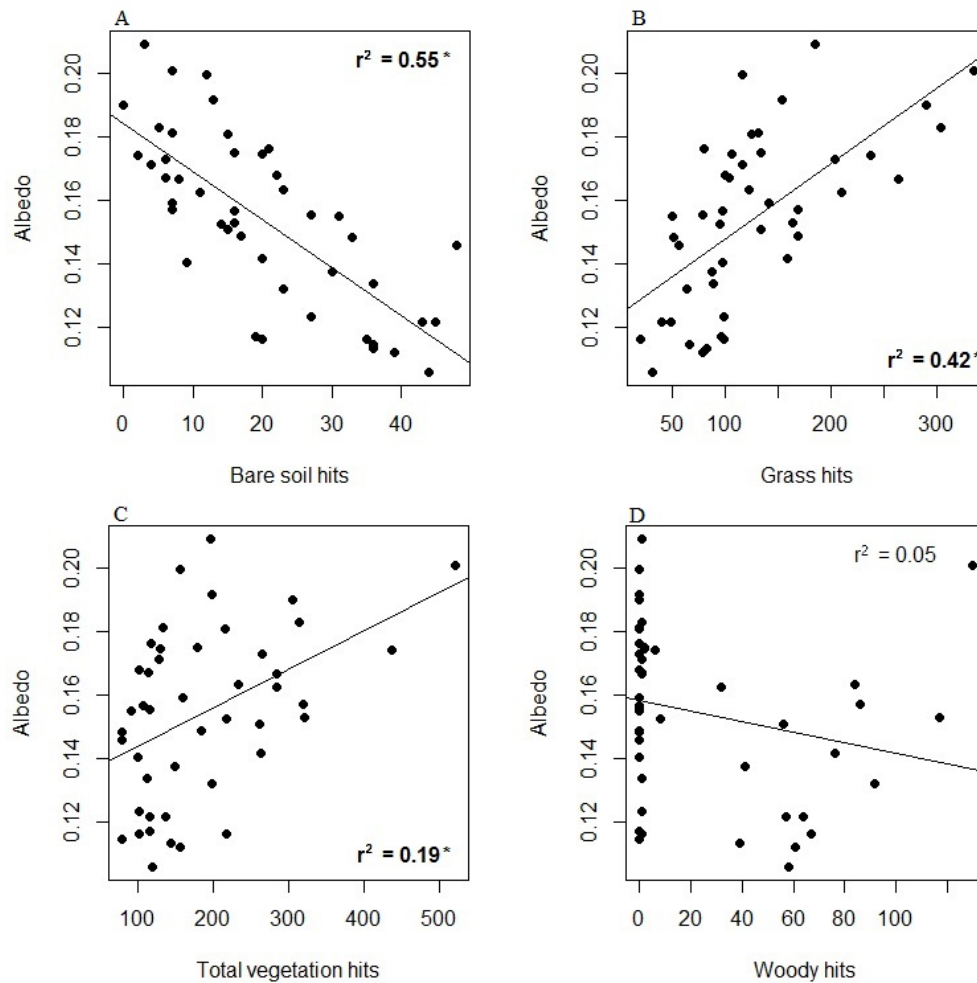 A
r² = 0.55 *
0.20
0.18
0.16
0.14
0.12
Albedo
0 10 20 30 40
Bare soil hits
B
0.20
0.18
0.16
0.14
0.12
Albedo
r² = 0.42 *
50 100 200 300
Grass hits
C
0.20
0.18
0.16
0.14
0.12
Albedo
r² = 0.19 *
100 200 300 400 500
Total vegetation hits
D
r² = 0.05
0.20
0.18
0.16
0.14
0.12
Albedo
0 20 40 60 80 100
Woody hits